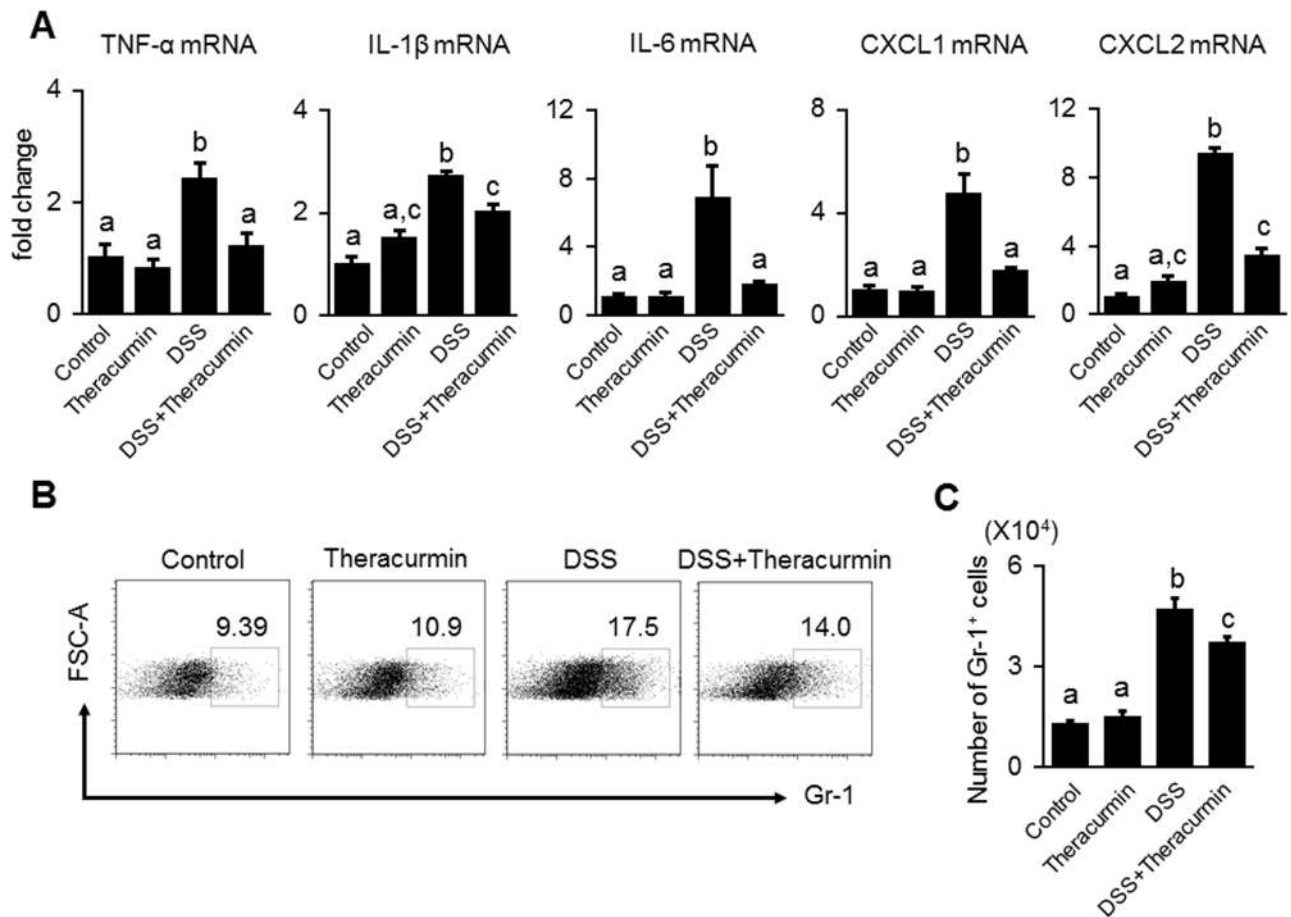 A
TNF-α mRNA
IL-1β mRNA
IL-6 mRNA
CXCL1 mRNA
CXCL2 mRNA
fold change
4
2
0
a
a
b
a
Control
Theracurmin
DSS
DSS+Theracurmin
4
2
0
a
a,c
b
c
Control
Theracurmin
DSS
DSS+Theracurmin
12
8
4
0
a
a
b
a
Control
Theracurmin
DSS
DSS+Theracurmin
8
4
0
a
a
b
a
Control
Theracurmin
DSS
DSS+Theracurmin
12
8
4
0
a
a,c
b
c
Control
Theracurmin
DSS
DSS+Theracurmin
B
Control
Theracurmin
DSS
DSS+Theracurmin
FSC-A
9.39
10.9
17.5
14.0
Gr-1
C
(X10⁴)
Number of Gr-1⁺ cells
6
3
0
a
a
b
c
Control
Theracurmin
DSS
DSS+Theracurmin